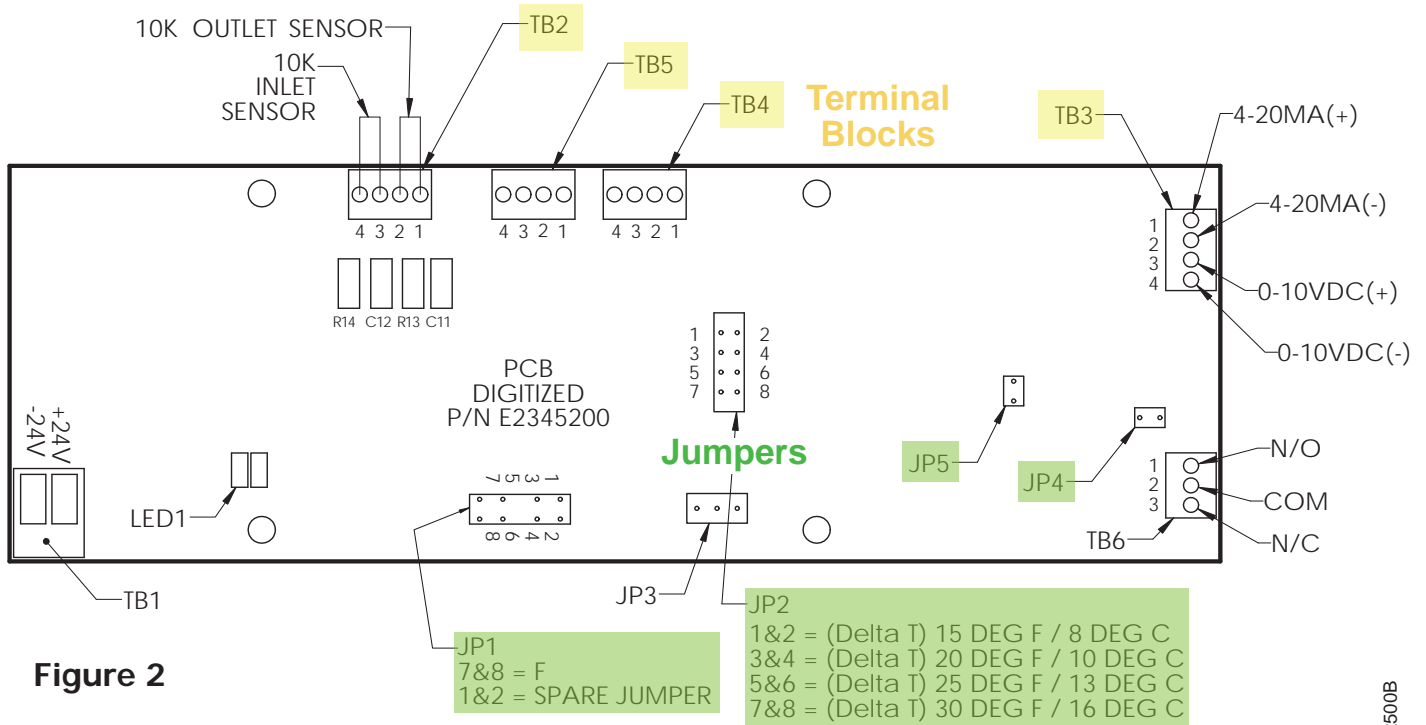 10K OUTLET SENSOR
10K
INLET
SENSOR
TB2
TB5
TB4
Terminal
Blocks
TB3
4-20MA(+)
4-20MA(-)
0-10VDC(+)
0-10VDC(-)
4 3 2 1
4 3 2 1
4 3 2 1
1
2
3
4
R14 C12 R13 C11
PCB
DIGITIZED
P/N E2345200
1 2
3 4
5 6
7 8
Jumpers
-24V
+24V
LED1
7 5 3 1
8 6 4 2
JP5
JP4
1
2
3
N/O
COM
N/C
TB6
TB1
JP3
JP1
7&8 = F
1&2 = SPARE JUMPER
JP2
1&2 = (Delta T) 15 DEG F / 8 DEG C
3&4 = (Delta T) 20 DEG F / 10 DEG C
5&6 = (Delta T) 25 DEG F / 13 DEG C
7&8 = (Delta T) 30 DEG F / 16 DEG C
Figure 2
500B